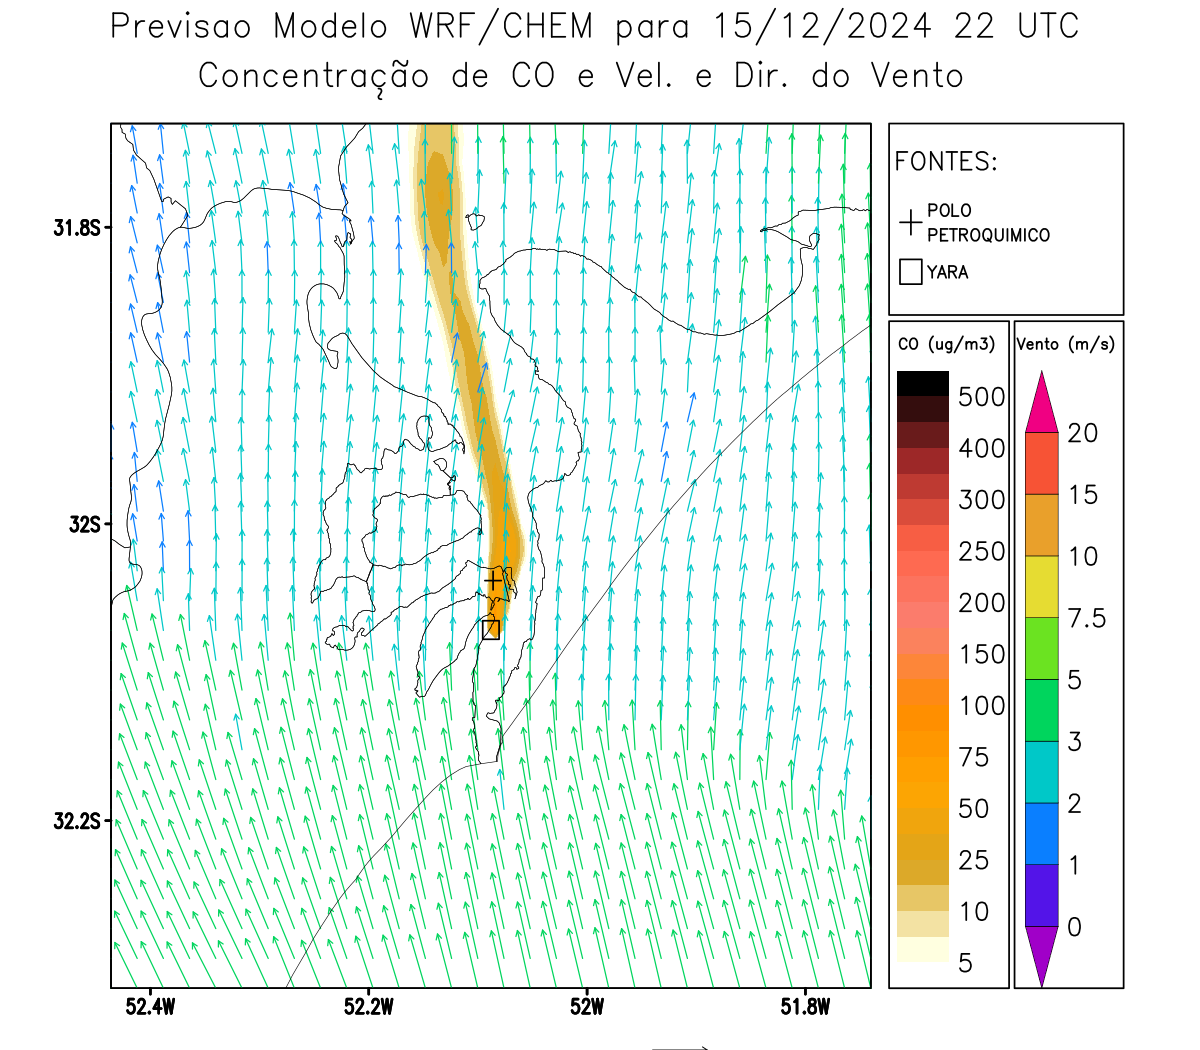 Previsao Modelo WRF/CHEM para 15/12/2024 22 UTC
Concentração de CO e Vel. e Dir. do Vento
FONTES:
POLO
PETROQUIMICO
YARA
CO (ug/m3)
500
400
300
250
200
150
100
75
50
25
10
5
Vento (m/s)
20
15
10
7.5
5
3
2
1
0
31.8S
32S
32.2S
52.4W
52.2W
52W
51.8W